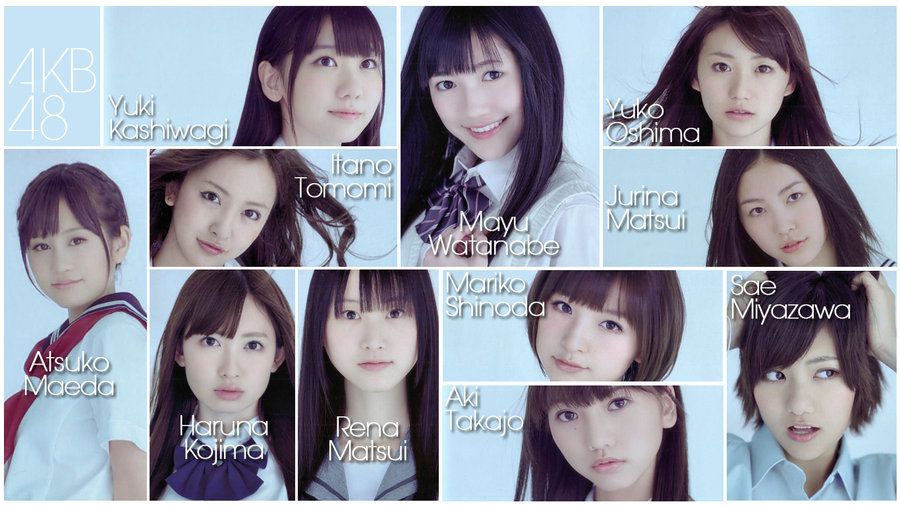 AKB
48
Yuki
Kashiwagi
Mayu
Watanabe
Yuko
Oshima
Itano
Tomomi
Jurina
Matsui
Atsuko
Maeda
Haruna
Kojima
Rena
Matsui
Mariko
Shinoda
Aki
Takajo
Sae
Miyazawa